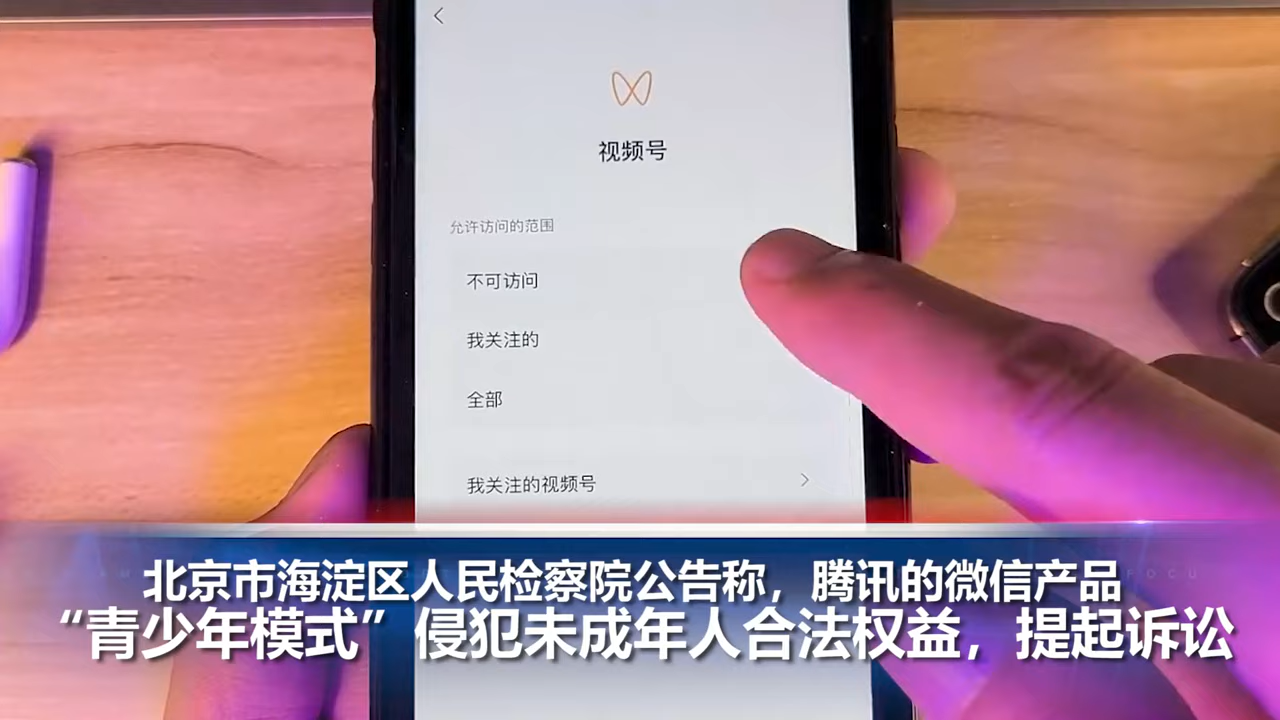 视频号
允许访问的范围
不可访问
我关注的
全部
我关注的视频号
北京市海淀区人民检察院公告称，腾讯的微信产品
“青少年模式”侵犯未成年人合法权益，提起诉讼
FOCU